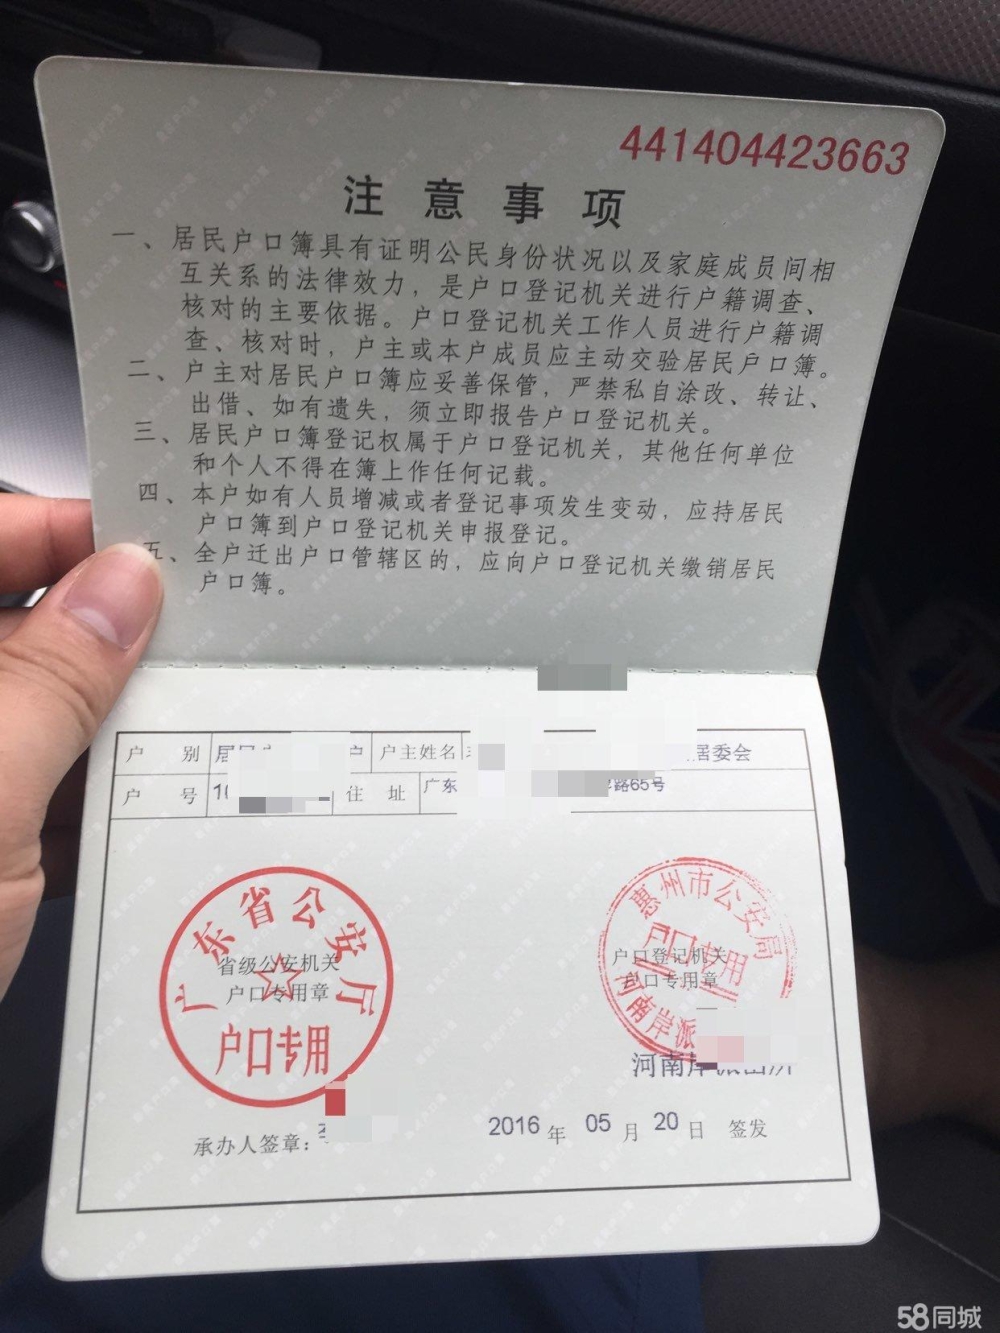 441404423663
注意事项
一、居民户口簿具有证明公民身份状况以及家庭成员间相
互关系的法律效力，是户口登记机关进行户籍调查、
核对的主要依据。户口登记机关工作人员进行户籍调
查、核对时，户主或本户成员应主动交验居民户口簿。
二、户主对居民户口簿应妥善保管，严禁私自涂改、转让、
出借、如有遗失，须立即报告户口登记机关。
三、居民户口簿登记权属于户口登记机关，其他任何单位
和个人不得在簿上作任何记载。
四、本户如有人员增减或者登记事项发生变动，应持居民
户口簿到户口登记机关申报登记。
五、全户迁出户口管辖区的，应向户口登记机关缴销居民
户口簿。
户 别 居 户 户主姓名 居委会
户 号 10 住 址 广东 路65号
广东省公安厅
省级公安机关
户口专用章
户口专用
惠州市公安局
户口登记机关
户口专用章
户口专用
河南岸派
河南岸派出所
承办人签章：
2016 年 05 月 20 日 签发
58同城